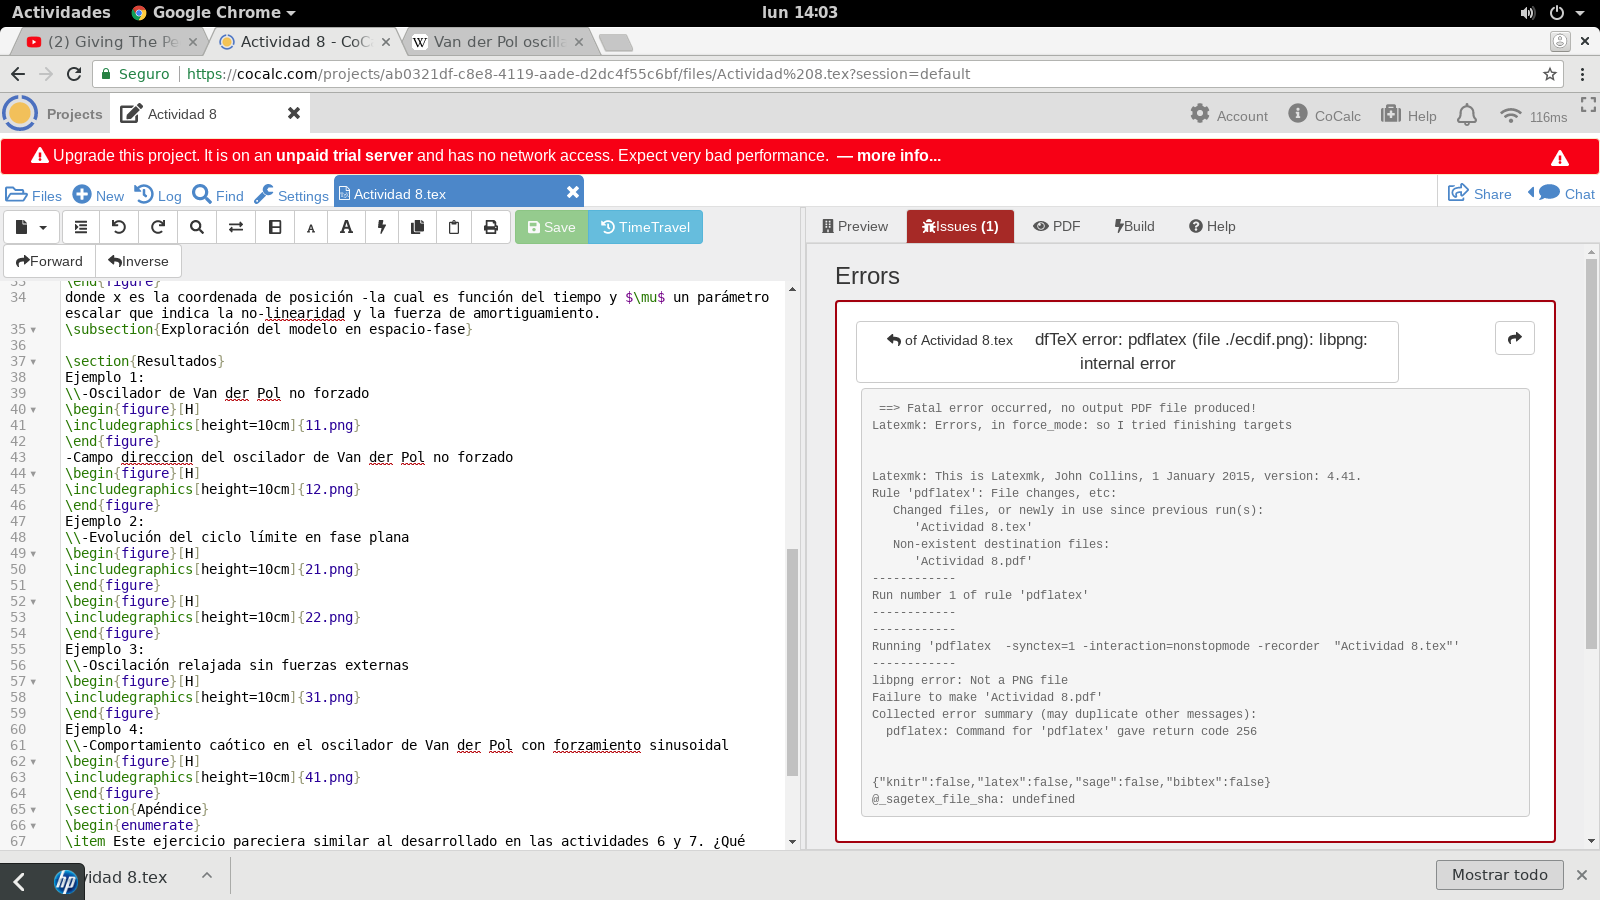 Actividades Google Chrome lun 14:03
(2) Giving The Pe Actividad 8 - CoC Van der Pol oscilla
Seguro https://cocalc.com/projects/ab0321df-c8e8-4119-aade-d2dc4f55c6bf/files/Actividad%208.tex?session=default
Projects Actividad 8 Account CoCalc Help 116ms
Upgrade this project. It is on an unpaid trial server and has no network access. Expect very bad performance. — more info...
Files New Log Find Settings Actividad 8.tex Share Chat
Save TimeTravel Preview Issues (1) PDF Build Help
Forward Inverse
33 \end{figure}
34 donde x es la coordenada de posición -la cual es función del tiempo y $\mu$ un parámetro
escalar que indica la no-linearidad y la fuerza de amortiguamiento.
35 \subsection{Exploración del modelo en espacio-fase}
36
37 \section{Resultados}
38 Ejemplo 1:
39 \\-Oscilador de Van der Pol no forzado
40 \begin{figure}[H]
41 \includegraphics[height=10cm]{11.png}
42 \end{figure}
43 -Campo direccion del oscilador de Van der Pol no forzado
44 \begin{figure}[H]
45 \includegraphics[height=10cm]{12.png}
46 \end{figure}
47 Ejemplo 2:
48 \\-Evolución del ciclo límite en fase plana
49 \begin{figure}[H]
50 \includegraphics[height=10cm]{21.png}
51 \end{figure}
52 \begin{figure}[H]
53 \includegraphics[height=10cm]{22.png}
54 \end{figure}
55 Ejemplo 3:
56 \\-Oscilación relajada sin fuerzas externas
57 \begin{figure}[H]
58 \includegraphics[height=10cm]{31.png}
59 \end{figure}
60 Ejemplo 4:
61 \\-Comportamiento caótico en el oscilador de Van der Pol con forzamiento sinusoidal
62 \begin{figure}[H]
63 \includegraphics[height=10cm]{41.png}
64 \end{figure}
65 \section{Apéndice}
66 \begin{enumerate}
67 \item Este ejercicio pareciera similar al desarrollado en las actividades 6 y 7. ¿Qué
Errors
of Actividad 8.tex dfTeX error: pdflatex (file ./ecdif.png): libpng:
internal error
==> Fatal error occurred, no output PDF file produced!
Latexmk: Errors, in force_mode: so I tried finishing targets
Latexmk: This is Latexmk, John Collins, 1 January 2015, version: 4.41.
Rule 'pdflatex': File changes, etc:
Changed files, or newly in use since previous run(s):
'Actividad 8.tex'
Non-existent destination files:
'Actividad 8.pdf'
------------
Run number 1 of rule 'pdflatex'
------------
------------
Running 'pdflatex -synctex=1 -interaction=nonstopmode -recorder "Actividad 8.tex"'
------------
libpng error: Not a PNG file
Failure to make 'Actividad 8.pdf'
Collected error summary (may duplicate other messages):
pdflatex: Command for 'pdflatex' gave return code 256
{"knitr":false,"latex":false,"sage":false,"bibtex":false}
@_sagetex_file_sha: undefined
hp vidad 8.tex Mostrar todo